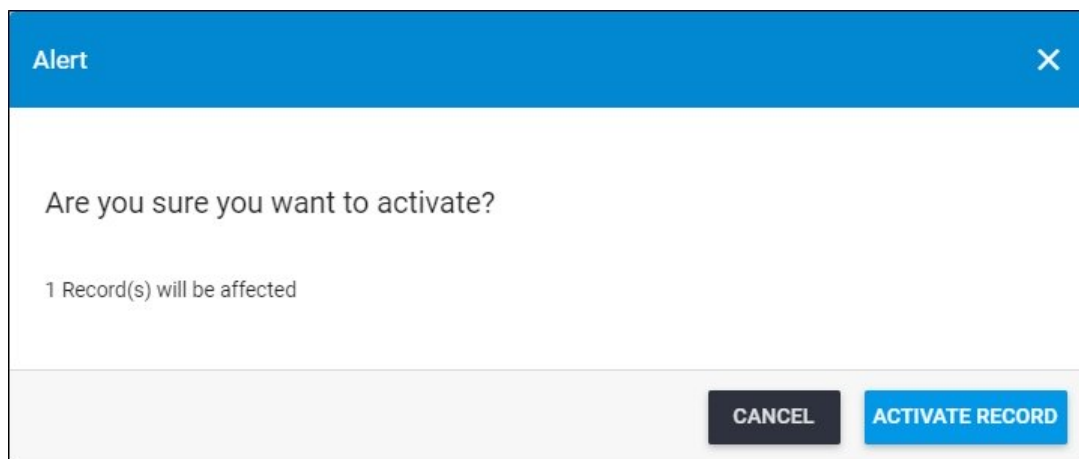 Alert
Are you sure you want to activate?
1 Record(s) will be affected
CANCEL
ACTIVATE RECORD